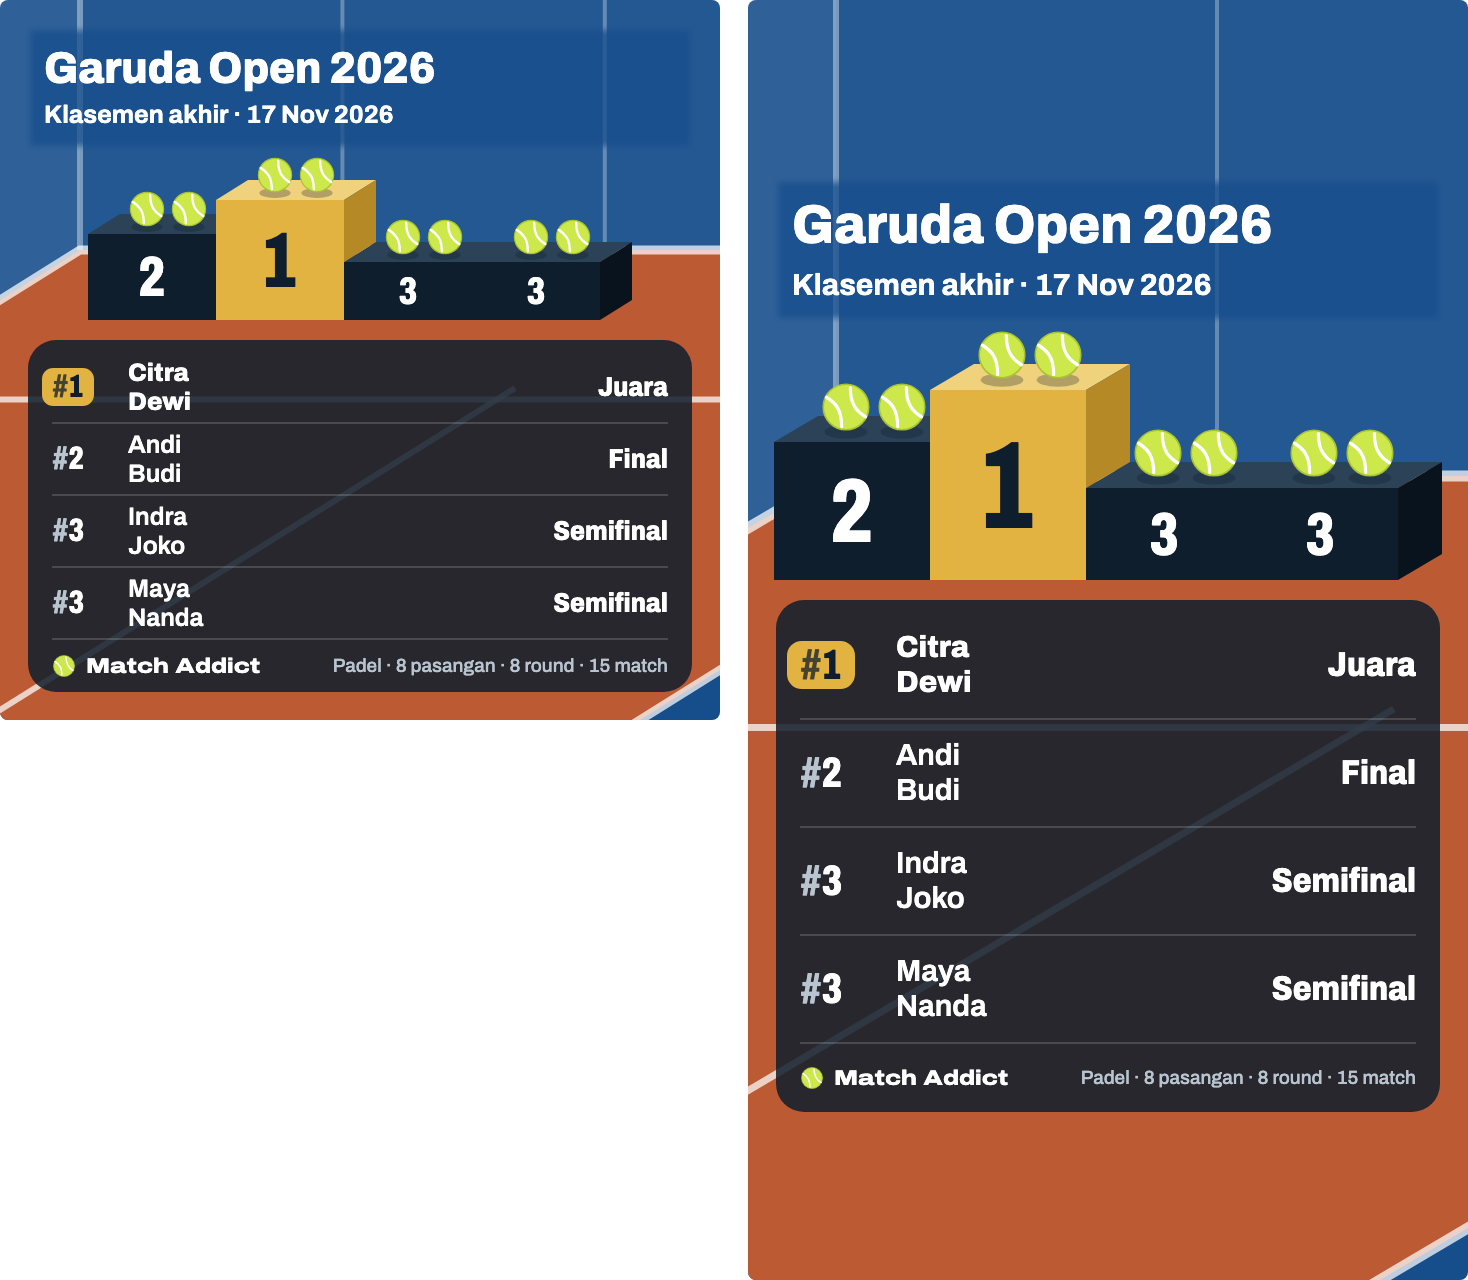 Garuda Open 2026
Klasemen akhir · 17 Nov 2026
2
1
3
3
#1
Citra
Dewi
Juara
#2
Andi
Budi
Final
#3
Indra
Joko
Semifinal
#3
Maya
Nanda
Semifinal
Match Addict
Padel · 8 pasangan · 8 round · 15 match
Garuda Open 2026
Klasemen akhir · 17 Nov 2026
2
1
3
3
#1
Citra
Dewi
Juara
#2
Andi
Budi
Final
#3
Indra
Joko
Semifinal
#3
Maya
Nanda
Semifinal
Match Addict
Padel · 8 pasangan · 8 round · 15 match